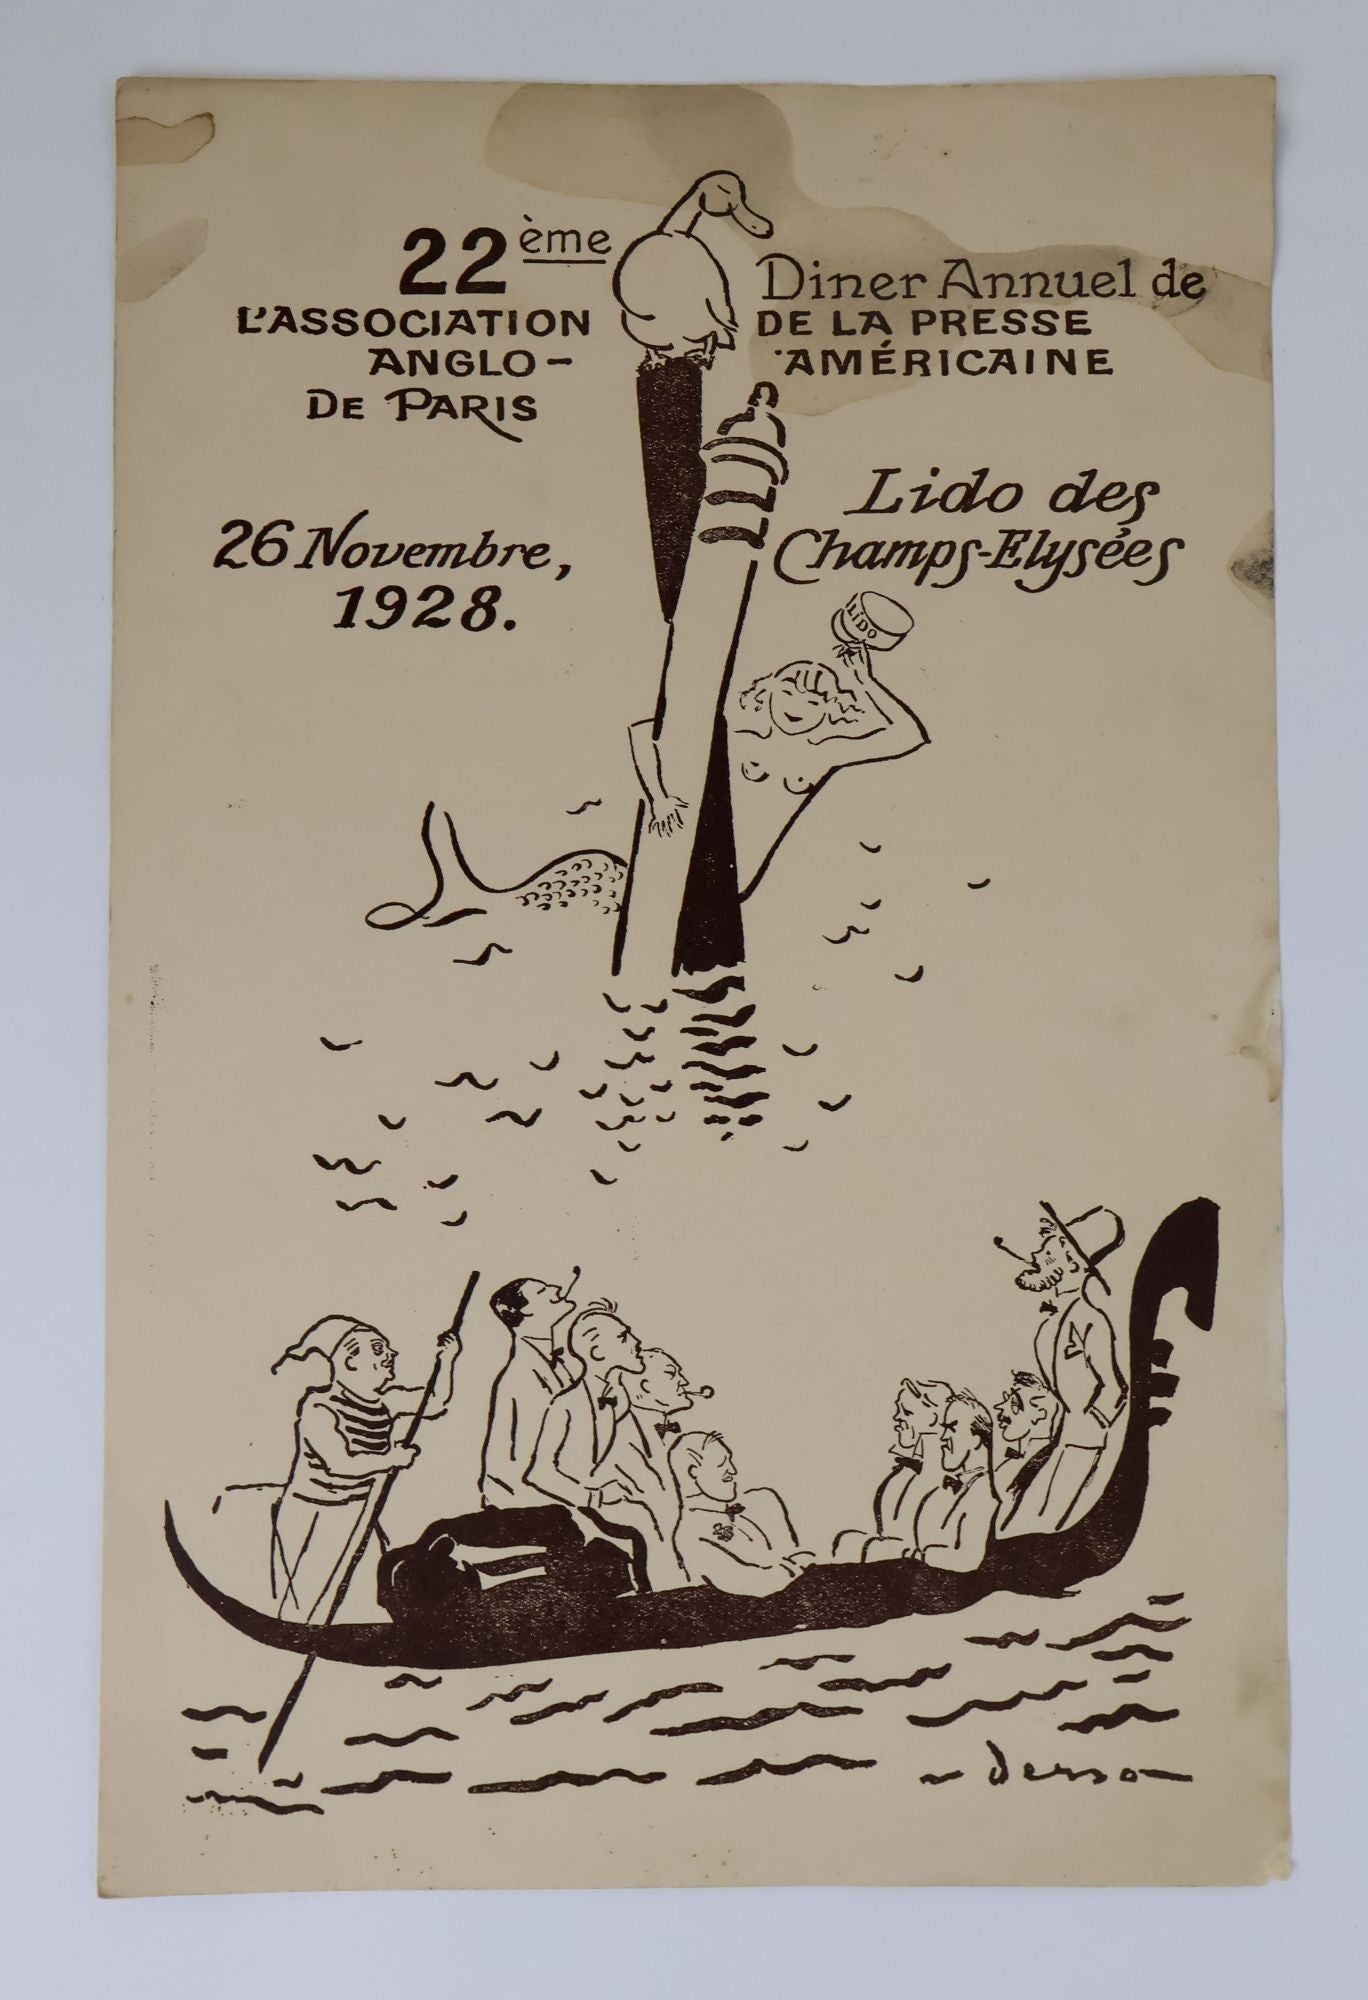 22ème Diner Annuel de
L'ASSOCIATION DE LA PRESSE
ANGLO- AMÉRICAINE
DE PARIS
26 Novembre,
1928.
Lido des
Champs-Elysées
LIDO
Derso